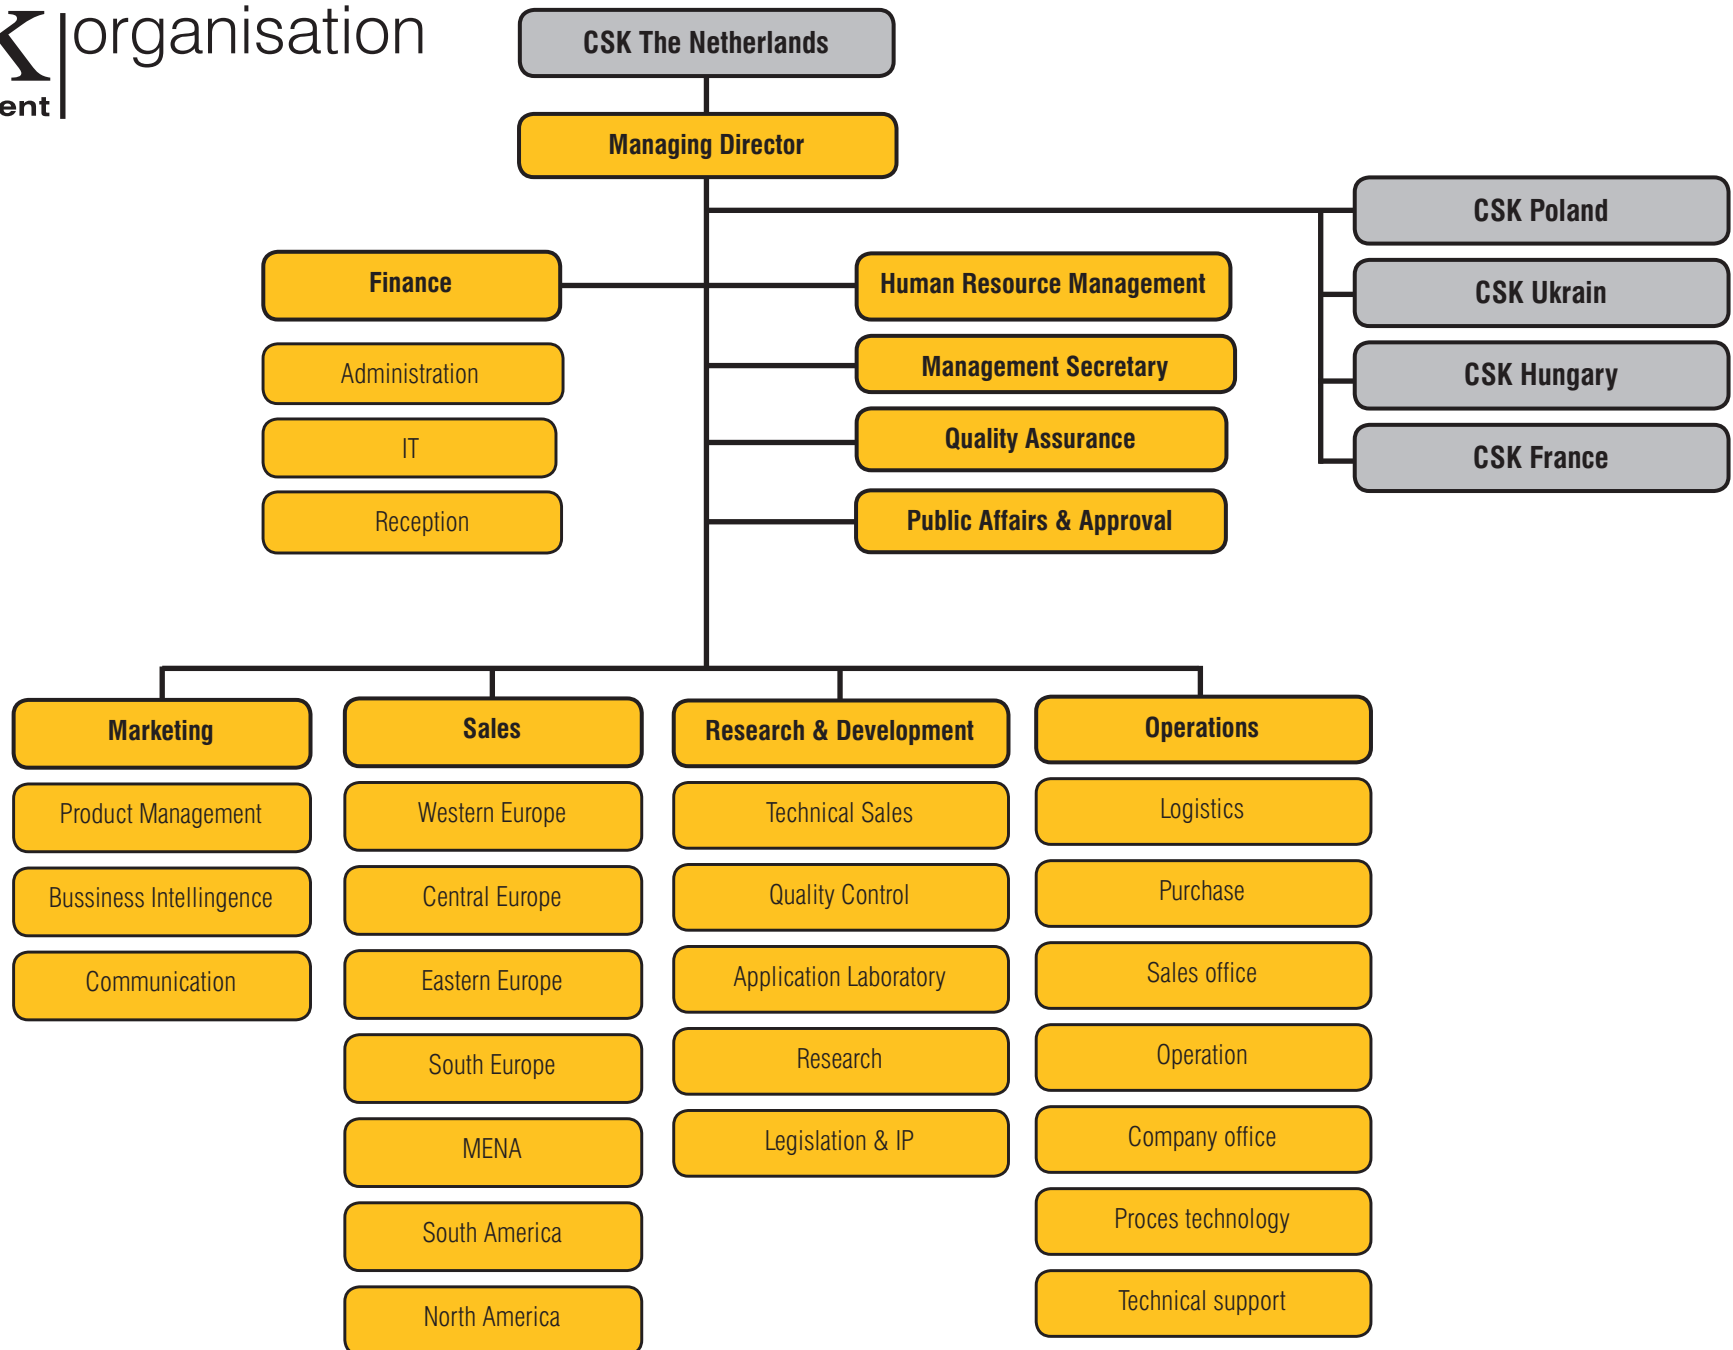 organisation
ent
CSK The Netherlands
Managing Director
CSK Poland
CSK Ukrain
CSK Hungary
CSK France
Finance
Administration
IT
Reception
Human Resource Management
Management Secretary
Quality Assurance
Public Affairs & Approval
Marketing
Product Management
Bussiness Intellingence
Communication
Sales
Western Europe
Central Europe
Eastern Europe
South Europe
MENA
South America
North America
Research & Development
Technical Sales
Quality Control
Application Laboratory
Research
Legislation & IP
Operations
Logistics
Purchase
Sales office
Operation
Company office
Proces technology
Technical support